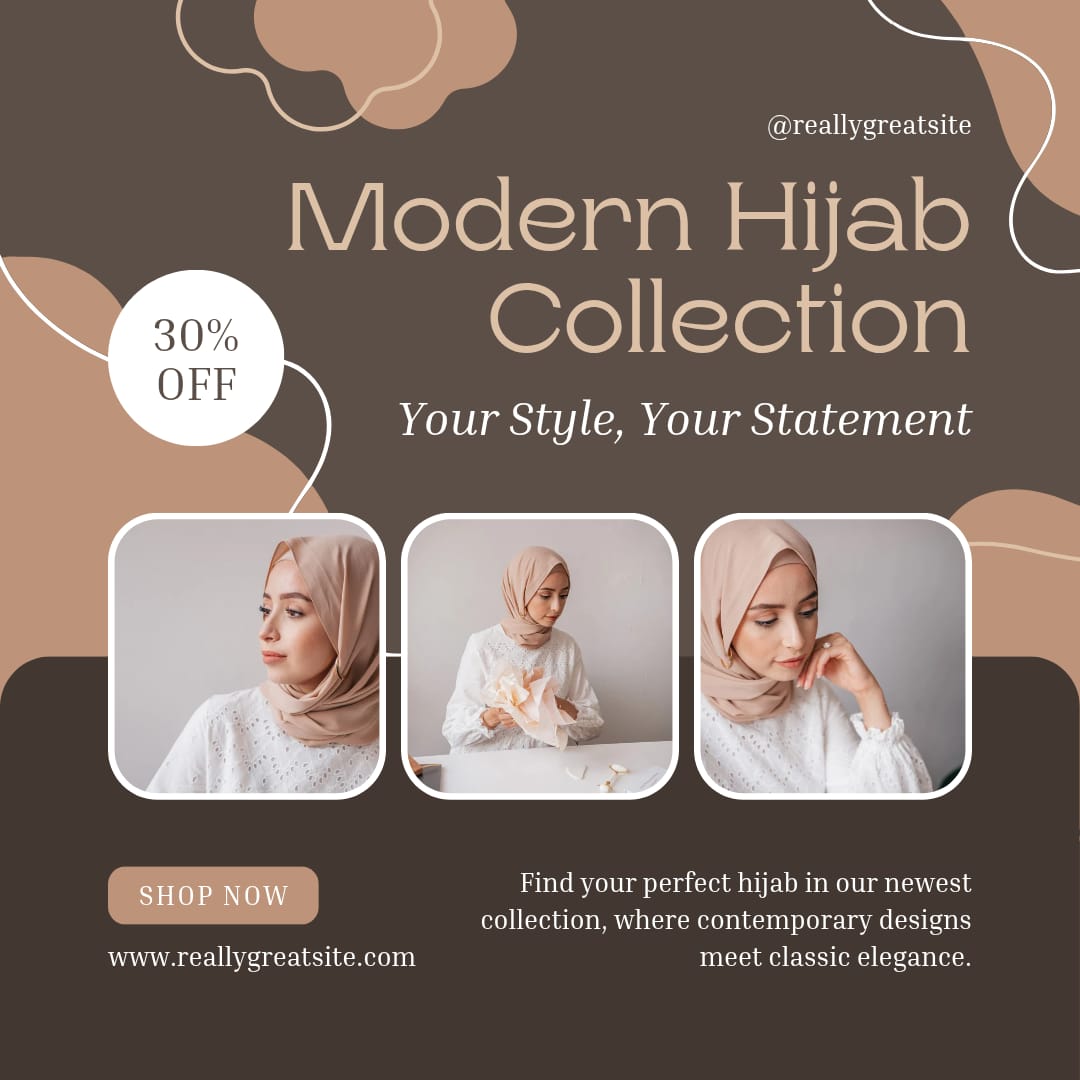 @reallygreatsite
Modern Hijab
Collection
30%
OFF
Your Style, Your Statement
SHOP NOW
www.reallygreatsite.com
Find your perfect hijab in our newest
collection, where contemporary designs
meet classic elegance.